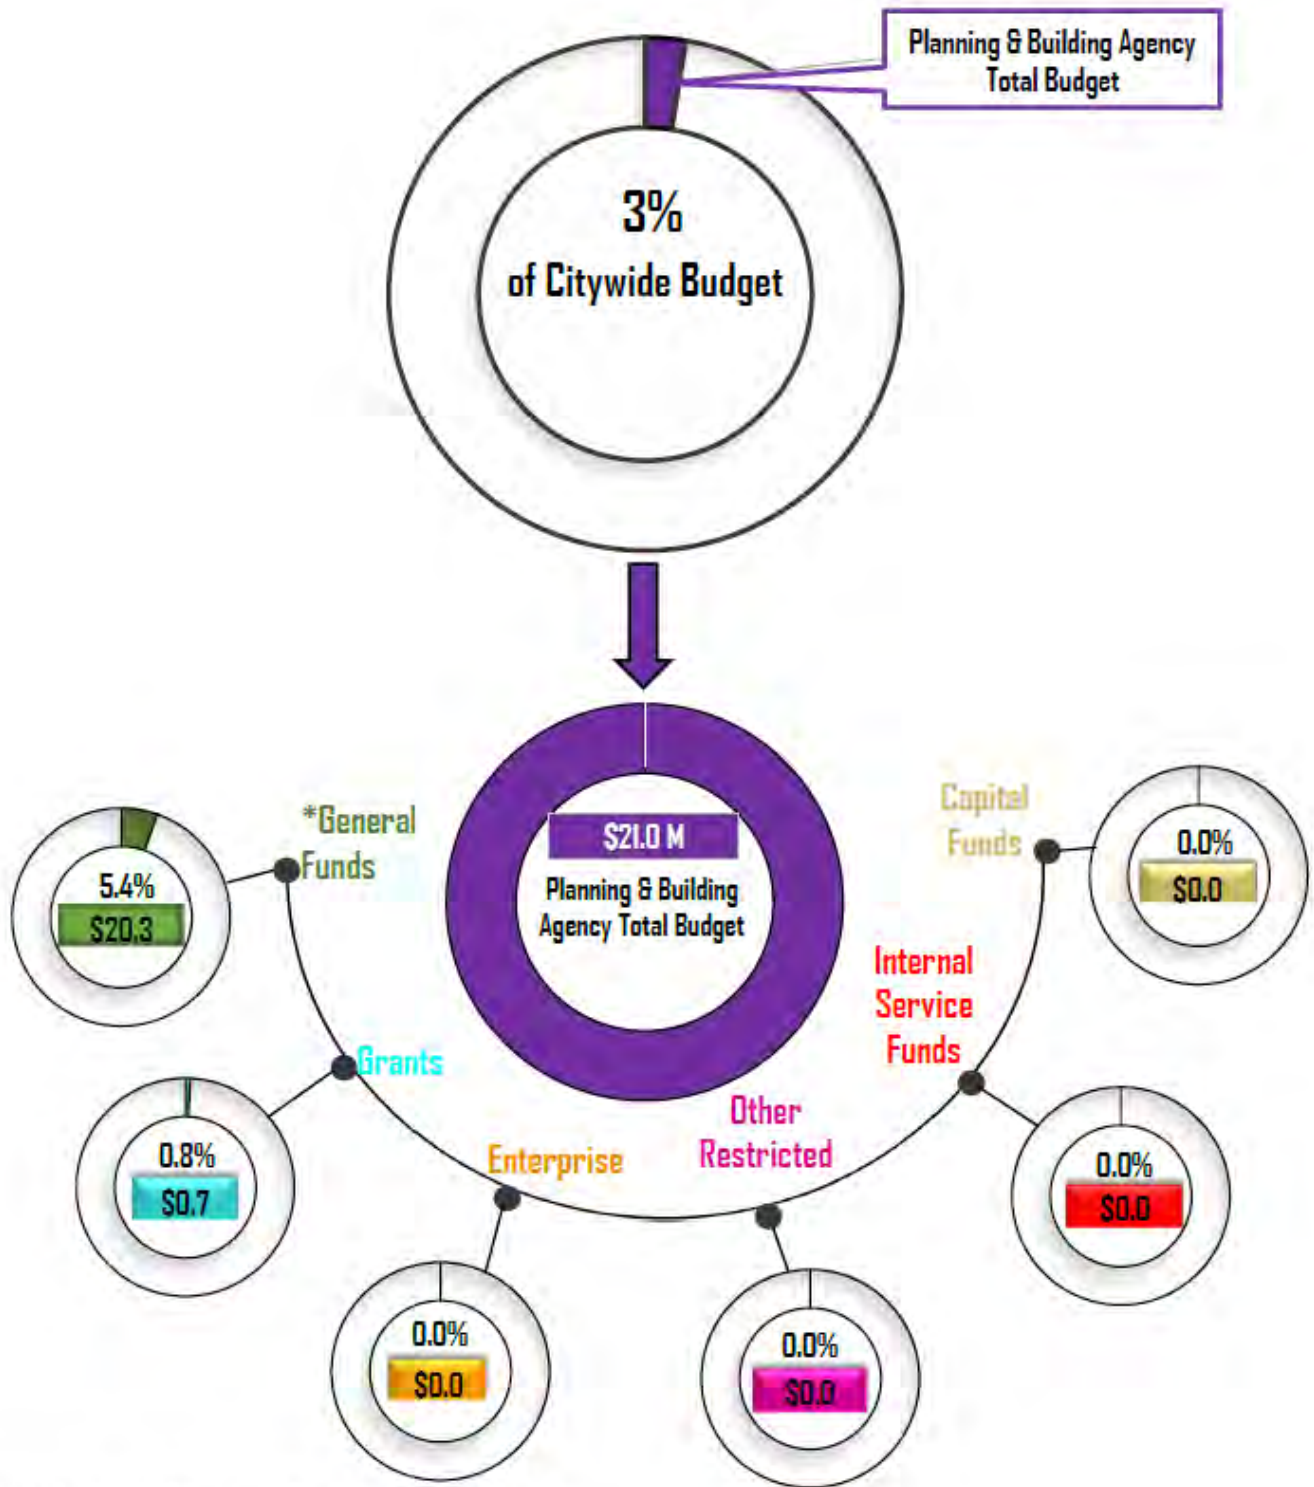 Planning & Building Agency
Total Budget
3%
of Citywide Budget
$21.0 M
Planning & Building
Agency Total Budget
*General
Funds
5.4%
$20.3
Grants
0.8%
$0.7
Enterprise
0.0%
$0.0
Other
Restricted
0.0%
$0.0
Internal
Service
Funds
0.0%
$0.0
Capital
Funds
0.0%
$0.0